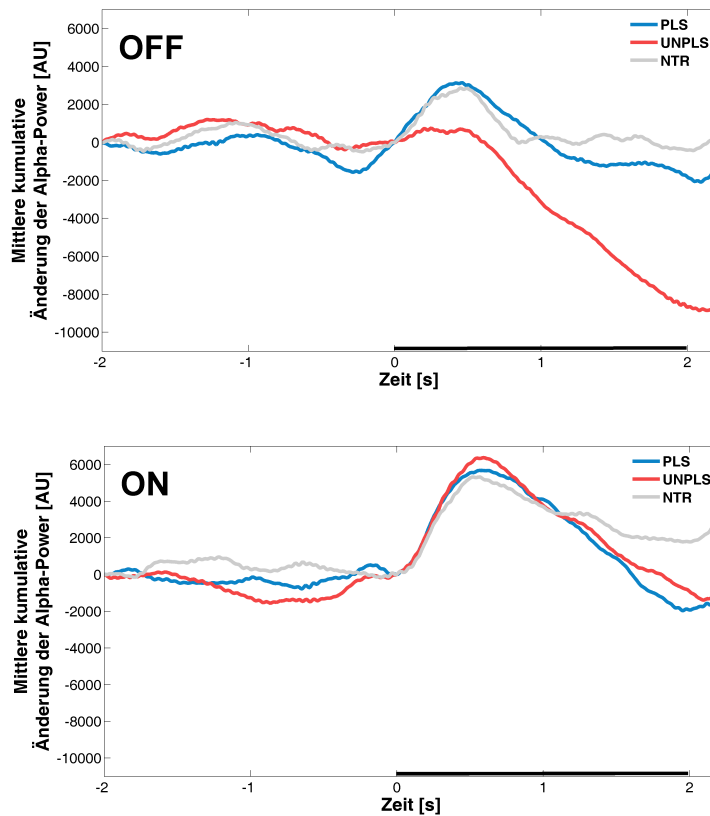 OFF
PLS
UNPLS
NTR
6000
4000
2000
0
-2000
-4000
-6000
-8000
-10000
Mittlere kumulative
Änderung der Alpha-Power [AU]
-2
-1
0
1
2
Zeit [s]
ON
PLS
UNPLS
NTR
6000
4000
2000
0
-2000
-4000
-6000
-8000
-10000
Mittlere kumulative
Änderung der Alpha-Power [AU]
-2
-1
0
1
2
Zeit [s]